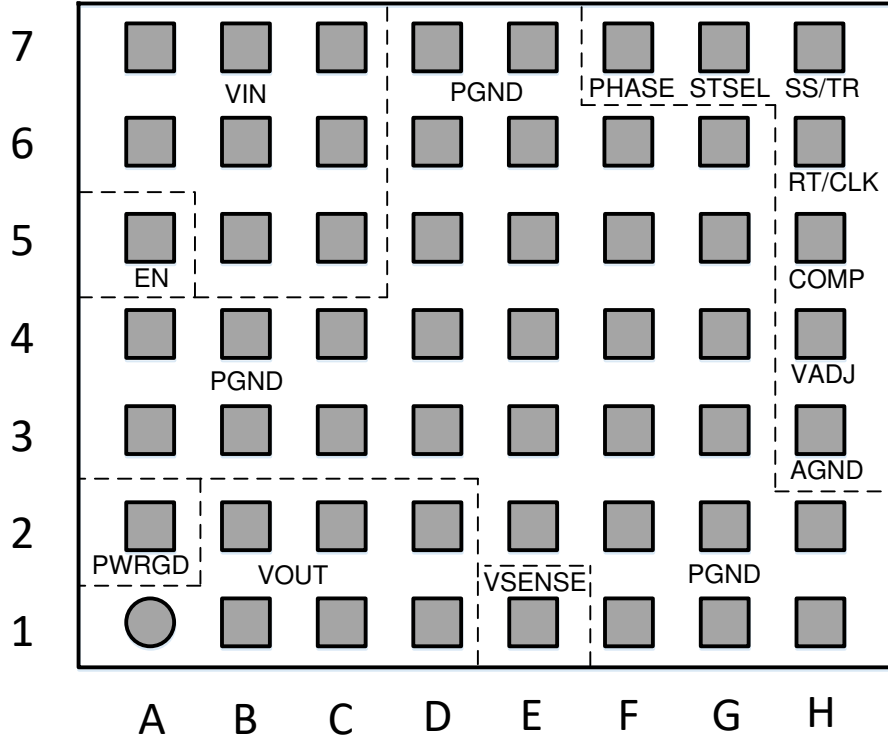 7
VIN PGND PHASE STSEL SS/TR
6
RT/CLK
5
EN COMP
4
PGND VADJ
3
AGND
2
PWRGD VOUT VSENSE PGND
1
A B C D E F G H